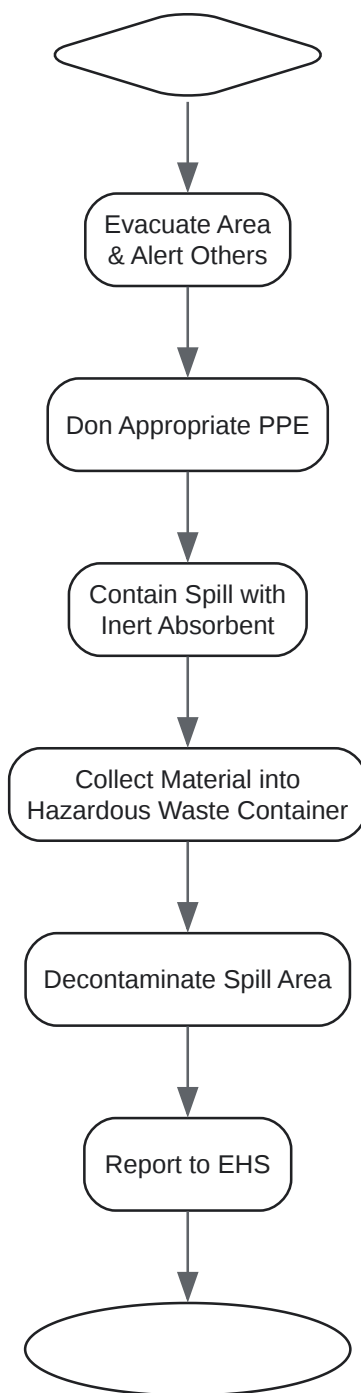 Evacuate Area
& Alert Others
Don Appropriate PPE
Contain Spill with
Inert Absorbent
Collect Material into
Hazardous Waste Container
Decontaminate Spill Area
Report to EHS